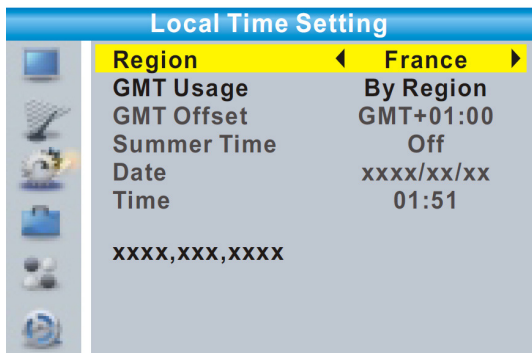 Local Time Setting
Region France
GMT Usage By Region
GMT Offset GMT+01:00
Summer Time Off
Date xxxx/xx/xx
Time 01:51
xxxx,xxx,xxxx